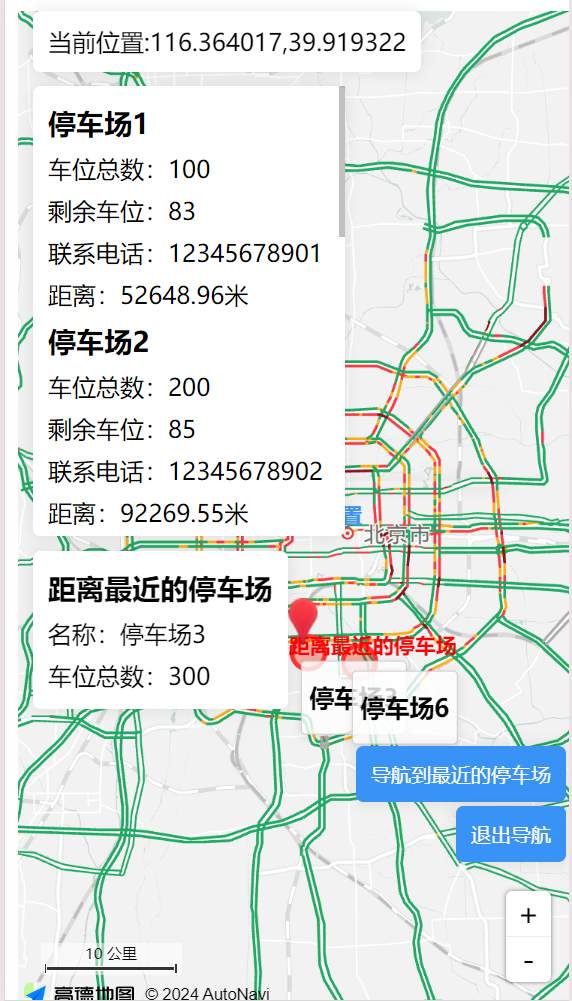 当前位置:116.364017,39.919322
停车场1
车位总数：100
剩余车位：83
联系电话：12345678901
距离：52648.96米
停车场2
车位总数：200
剩余车位：85
联系电话：12345678902
距离：92269.55米
置
北京市
距离最近的停车场
名称：停车场3
车位总数：300
距离最近的停车场
停车场3
停车场6
导航到最近的停车场
退出导航
+
-
10 公里
高德地图 © 2024 AutoNavi